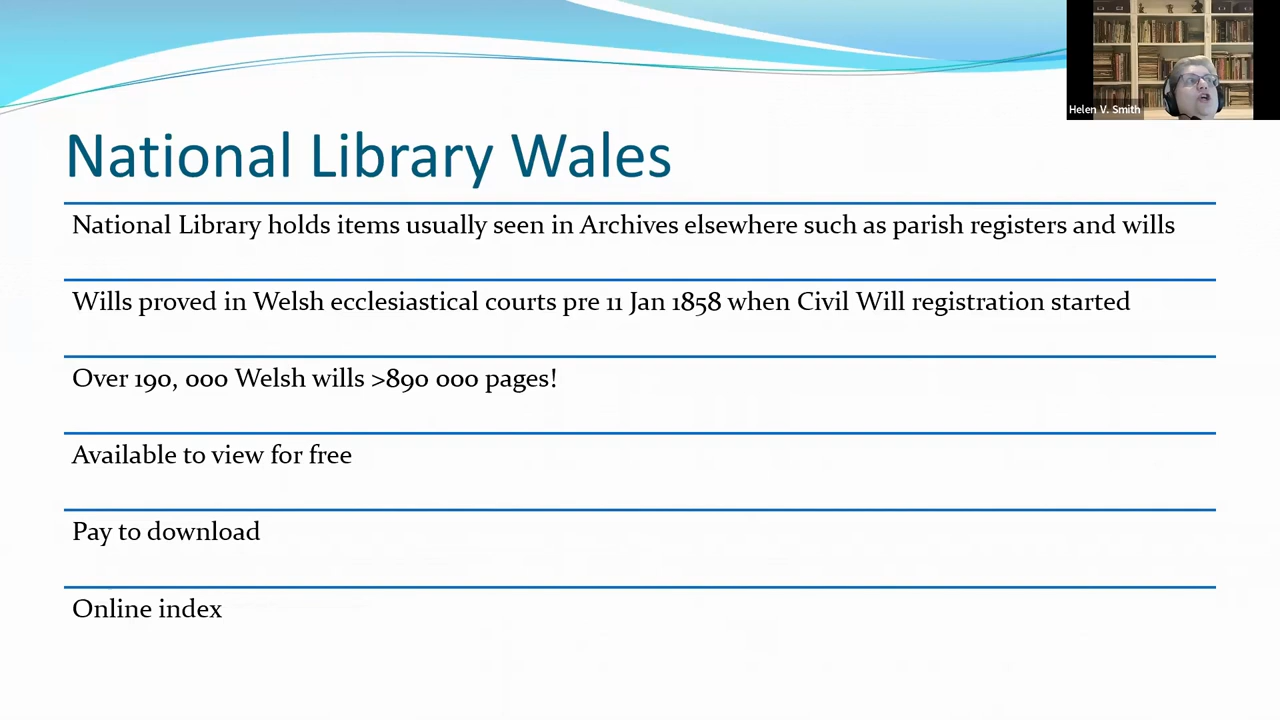 Helen V. Smith
National Library Wales
National Library holds items usually seen in Archives elsewhere such as parish registers and wills
Wills proved in Welsh ecclesiastical courts pre 11 Jan 1858 when Civil Will registration started
Over 190, 000 Welsh wills >890 000 pages!
Available to view for free
Pay to download
Online index